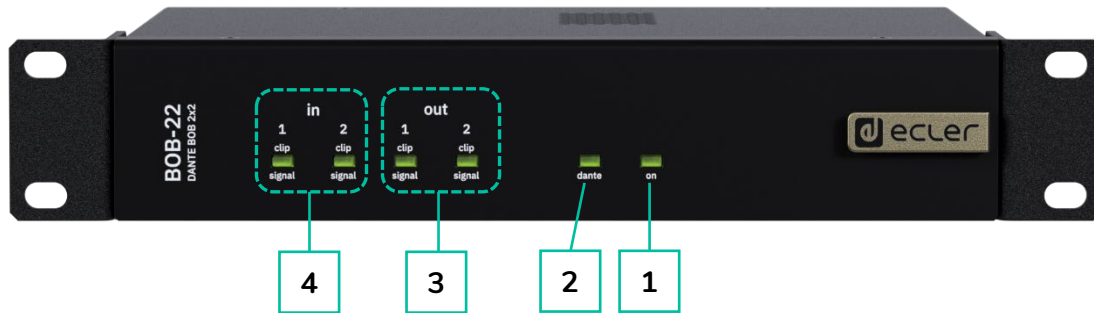 BOB-22
DANTE BOB 2x2
in
1 2
clip clip
signal signal
out
1 2
clip clip
signal signal
dante
on
ecler
4
3
2
1